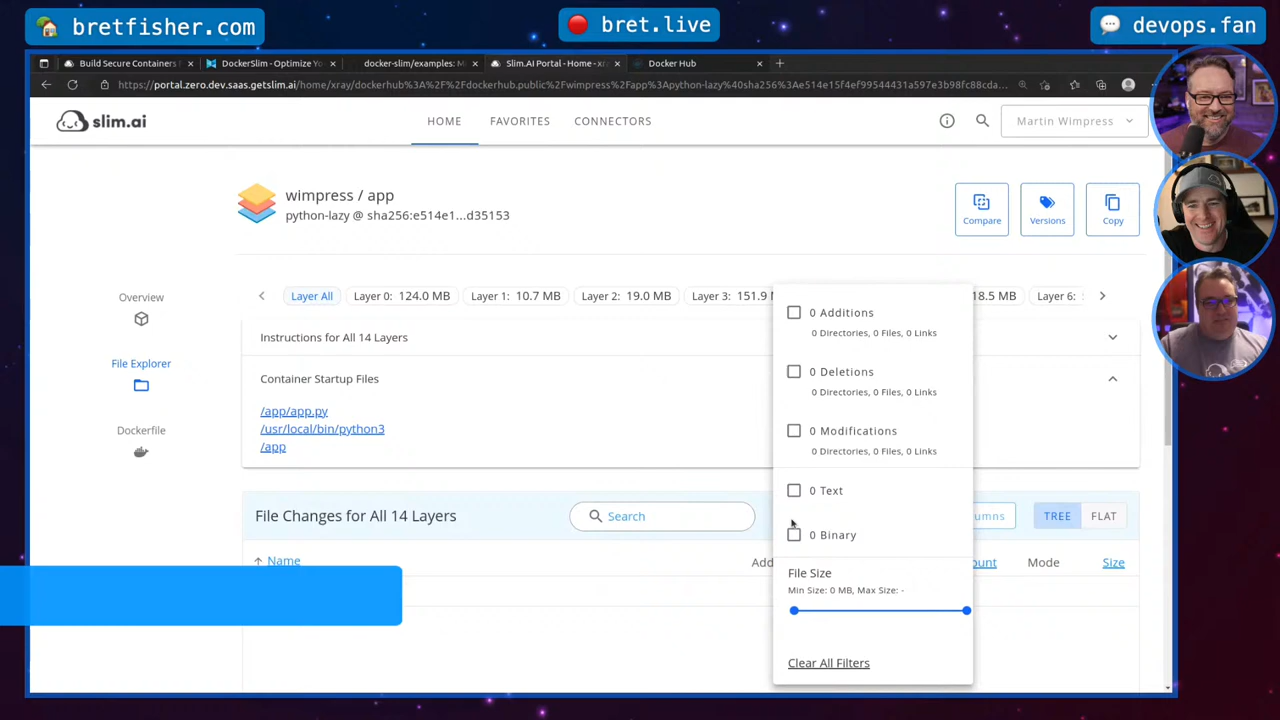 bretfisher.com
bret.live
devops.fan
Build Secure Containers
DockerSlim - Optimize Yo
docker-slim/examples: M
Slim.AI Portal - Home - x
Docker Hub
https://portal.zero.dev.saas.getslim.ai/home/xray/dockerhub%3A%2F%2Fdockerhub.public%2Fwimpress%2Fapp%3Apython-lazy%40sha256%3Ae514e15f4ef49934431a597e3b98fc88cda...
slim.ai
HOME
FAVORITES
CONNECTORS
Martin Wimpress
wimpress / app
python-lazy @ sha256:e514e1...d35153
Compare
Versions
Copy
Overview
File Explorer
Dockerfile
Layer All
Layer 0: 124.0 MB
Layer 1: 10.7 MB
Layer 2: 19.0 MB
Layer 3: 151.9 M
18.5 MB
Layer 6:
Instructions for All 14 Layers
Container Startup Files
/app/app.py
/usr/local/bin/python3
/app
0 Additions
0 Directories, 0 Files, 0 Links
0 Deletions
0 Directories, 0 Files, 0 Links
0 Modifications
0 Directories, 0 Files, 0 Links
0 Text
0 Binary
File Size
Min Size: 0 MB, Max Size: -
Clear All Filters
File Changes for All 14 Layers
Search
umns
TREE
FLAT
Name
Add
ount
Mode
Size